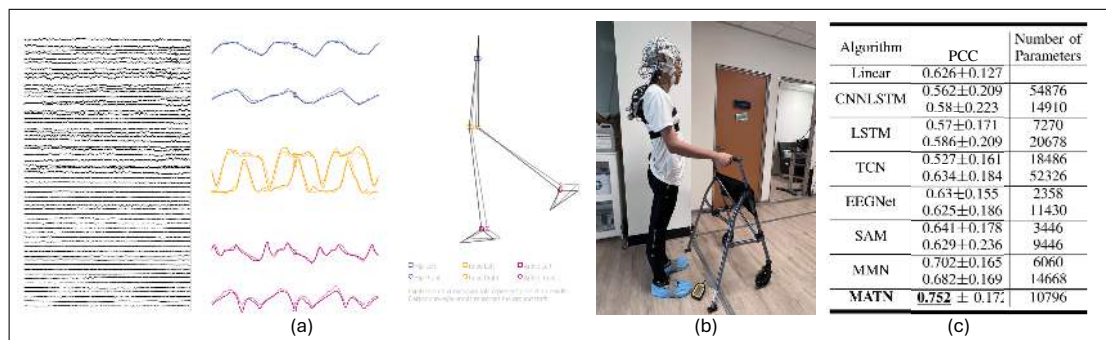 Algorithm PCC Number of Parameters
Linear 0.626±0.127
CNNLSTM 0.562±0.209 54876
0.58±0.223 14910
LSTM 0.57±0.171 7270
0.586±0.209 20678
TCN 0.527±0.161 18486
0.634±0.184 52326
EEGNet 0.63±0.155 2358
0.625±0.186 11430
SAM 0.641±0.178 3446
0.629±0.236 9446
MMN 0.702±0.165 6060
0.682±0.169 14668
MATN 0.752 ± 0.172 10796
(a)
(b)
(c)